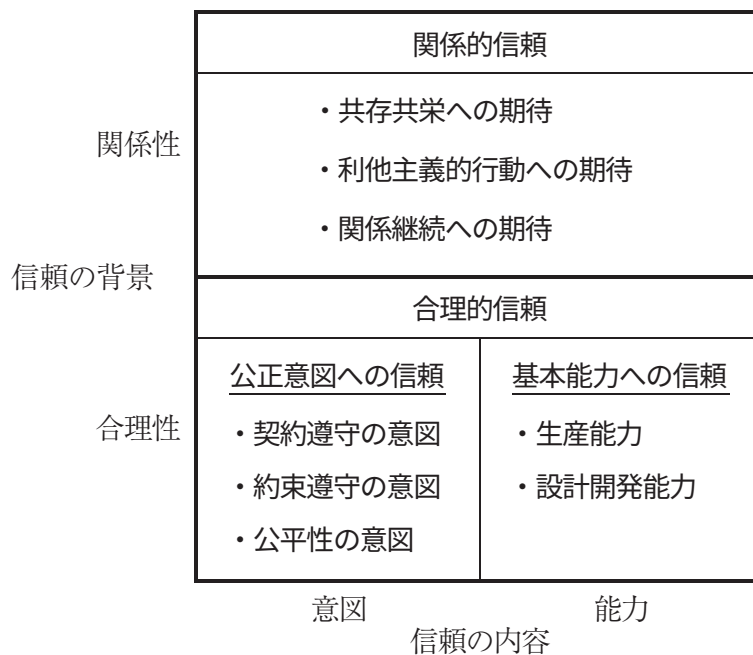 関係的信頼
関係性
・共存共栄への期待
・利他主義的行動への期待
・関係継続への期待
信頼の背景
合理的信頼
合理性
公正意図への信頼
・契約遵守の意図
・約束遵守の意図
・公平性の意図
基本能力への信頼
・生産能力
・設計開発能力
意図
能力
信頼の内容